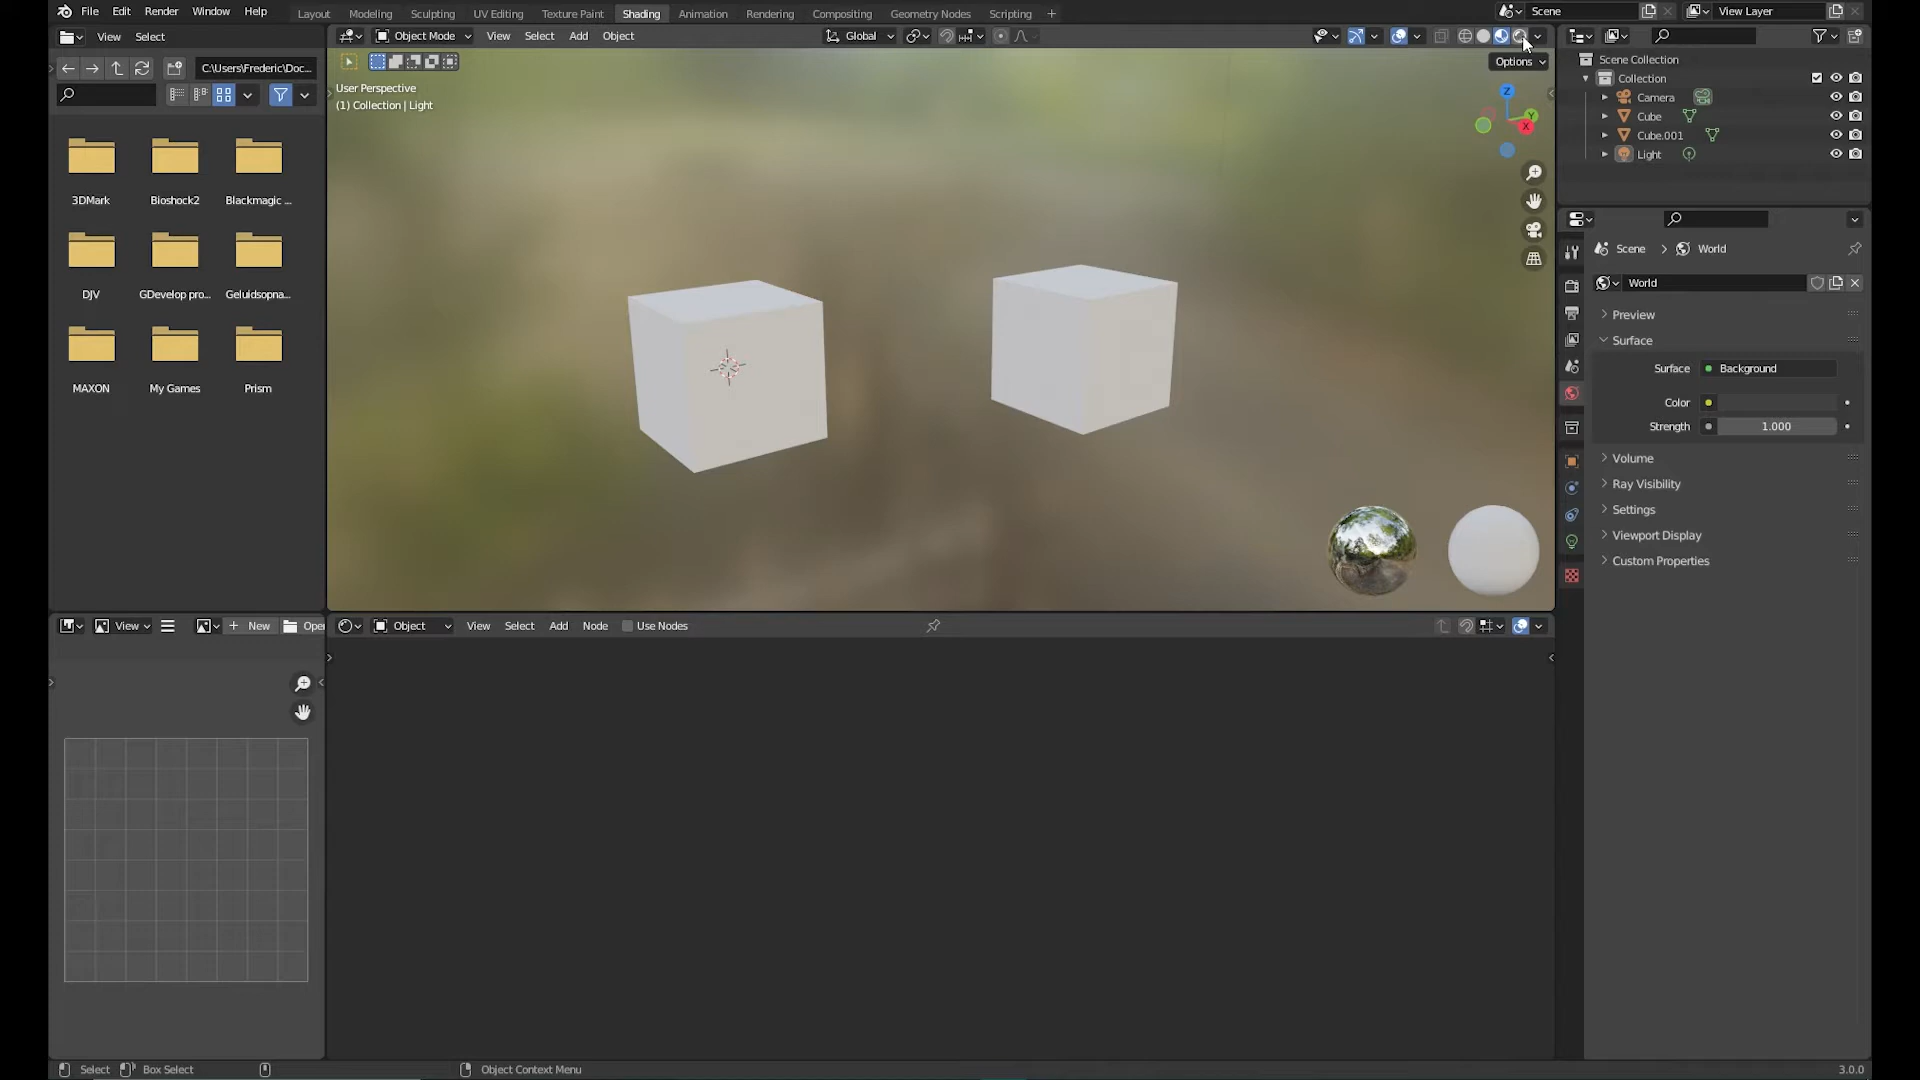 File Edit Render Window Help Layout Modeling Sculpting UV Editing Texture Paint Shading Animation Rendering Compositing Geometry Nodes Scripting + Scene View Layer
View Select
Object Mode View Select Add Object Global
C:\Users\Frederic\Doc...
Options
User Perspective
(1) Collection | Light
Z
Y
X
3DMark Bioshock2 Blackmagic ...
DJV GDevelop pro... Geluidsopna...
MAXON My Games Prism
Scene Collection
Collection
Camera
Cube
Cube.001
Light
Scene > World
World
Preview
Surface
Surface Background
Color
Strength 1.000
Volume
Ray Visibility
Settings
Viewport Display
Custom Properties
View + New Open
Object View Select Add Node Use Nodes
Select Box Select Object Context Menu 3.0.0